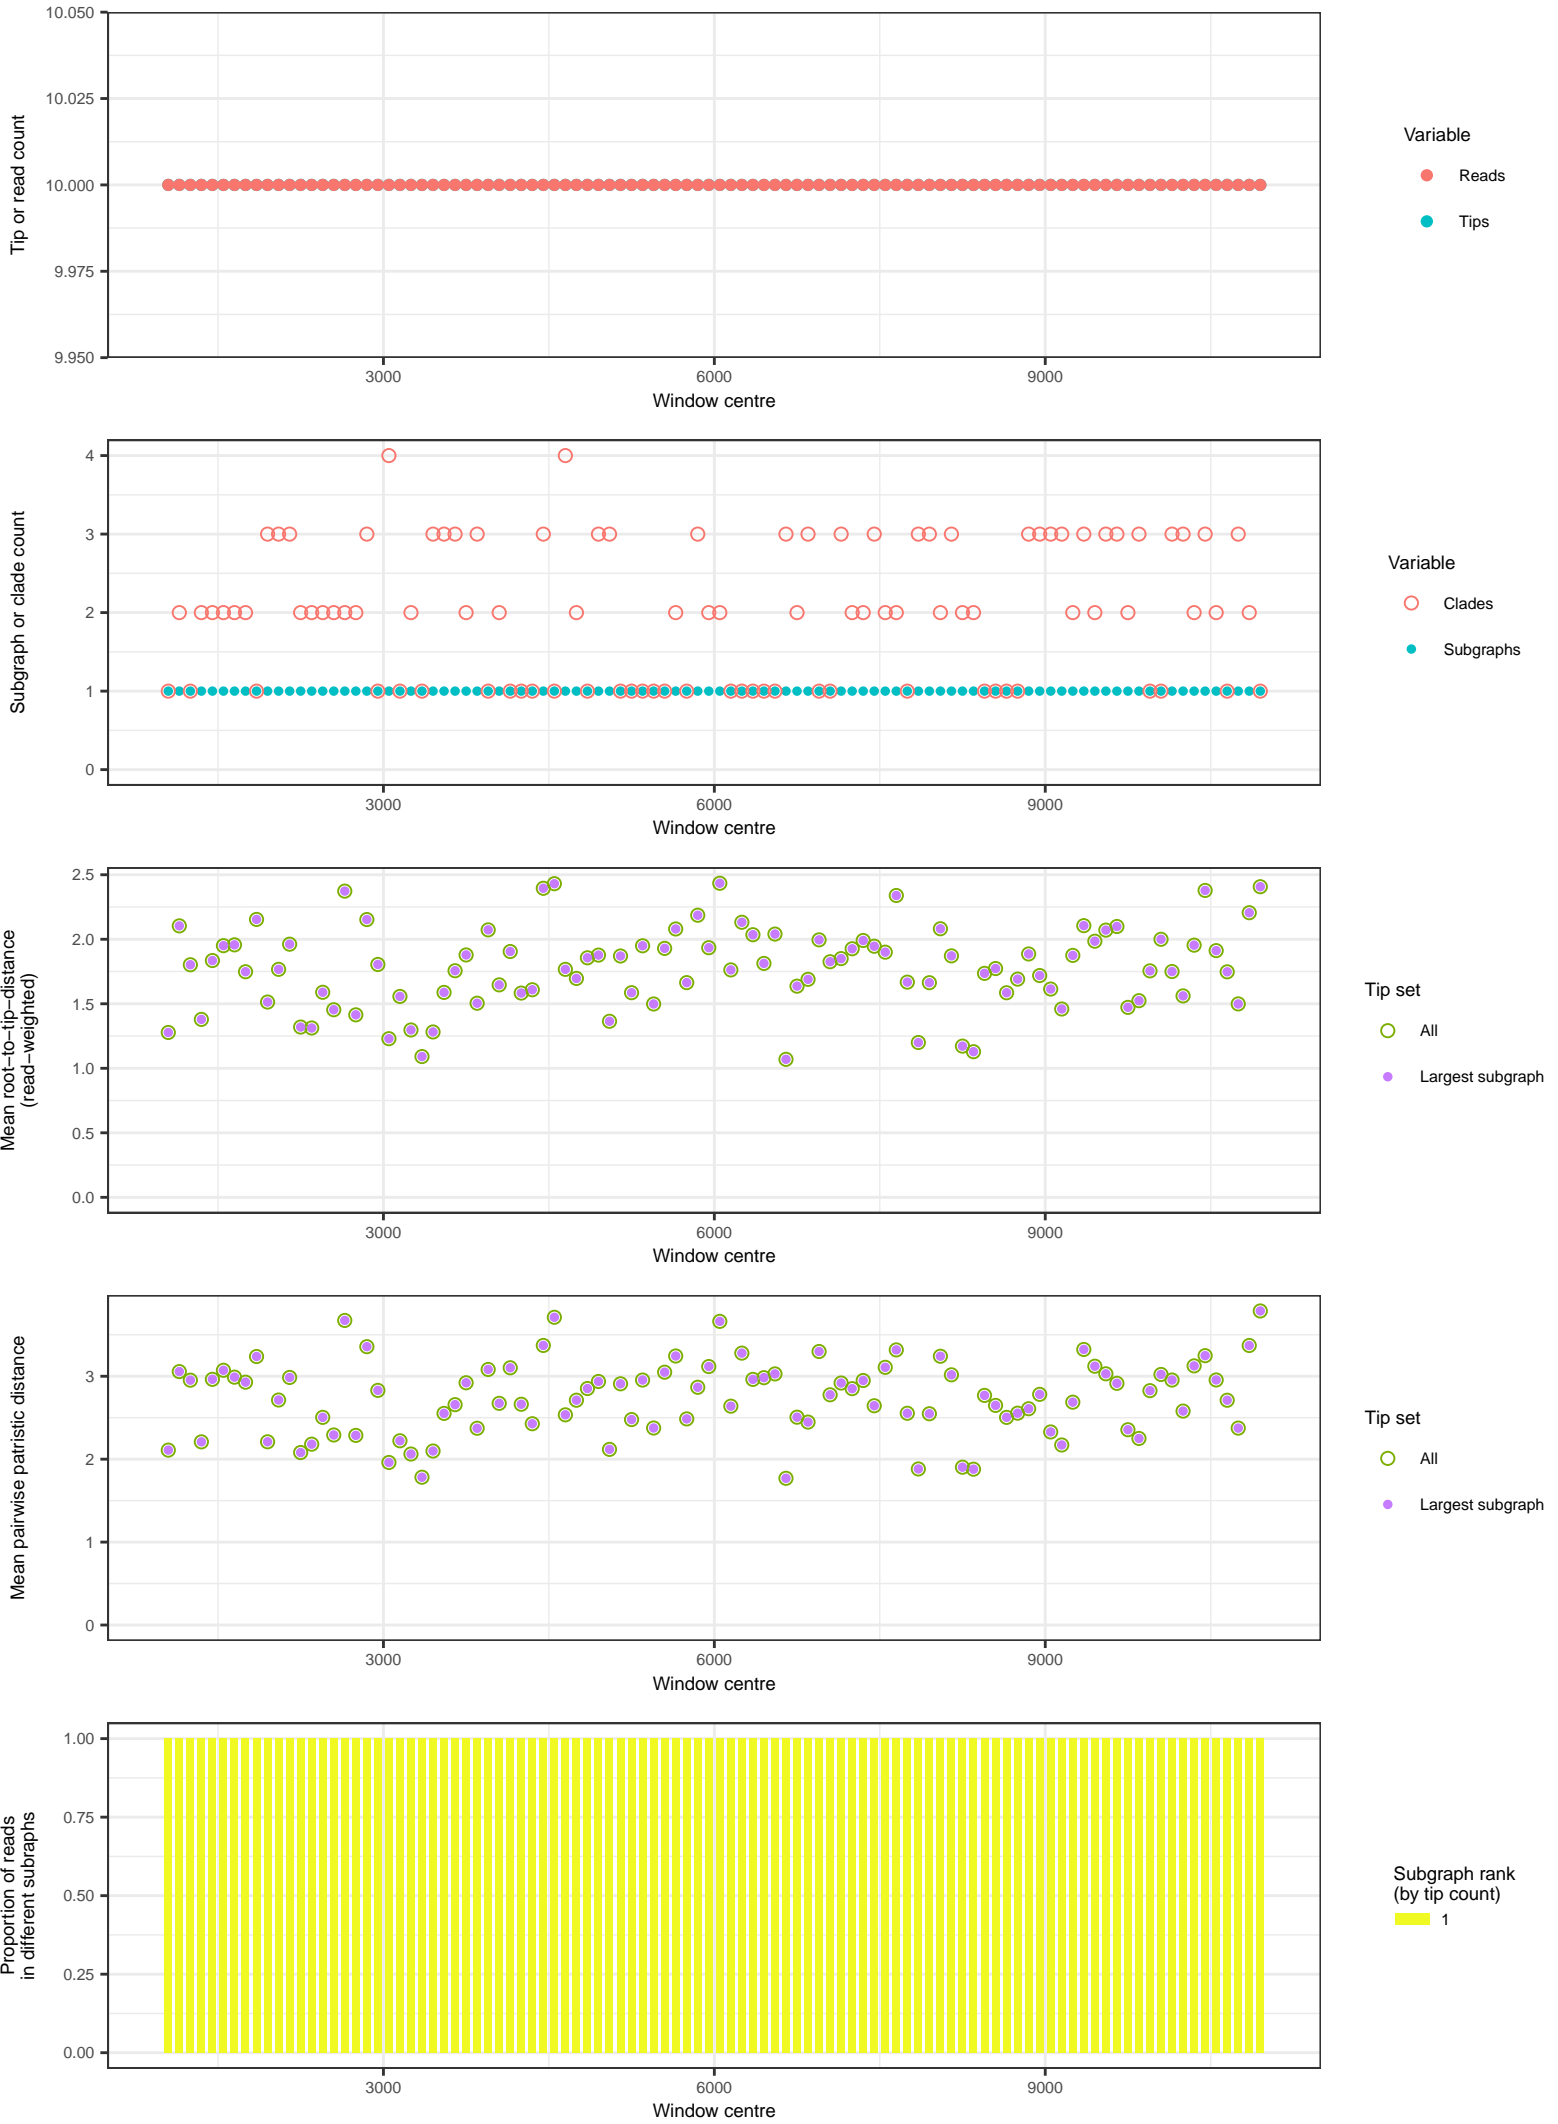 10.050
10.025
10.000
9.975
9.950
Tip or read count
3000
6000
9000
Window centre
Variable
Reads
Tips
4
3
2
1
0
Subgraph or clade count
3000
6000
9000
Window centre
Variable
Clades
Subgraphs
2.5
2.0
1.5
1.0
0.5
0.0
Mean root−to−tip−distance
(read−weighted)
3000
6000
9000
Window centre
Tip set
All
Largest subgraph
3
2
1
0
Mean pairwise patristic distance
3000
6000
9000
Window centre
Tip set
All
Largest subgraph
1.00
0.75
0.50
0.25
0.00
Proportion of reads
in different subraphs
3000
6000
9000
Window centre
Subgraph rank
(by tip count)
1